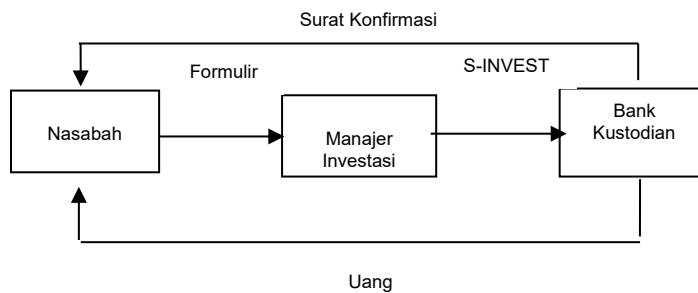 Surat Konfirmasi
Formulir
S-INVEST
Nasabah
Manajer
Investasi
Bank
Kustodian
Uang